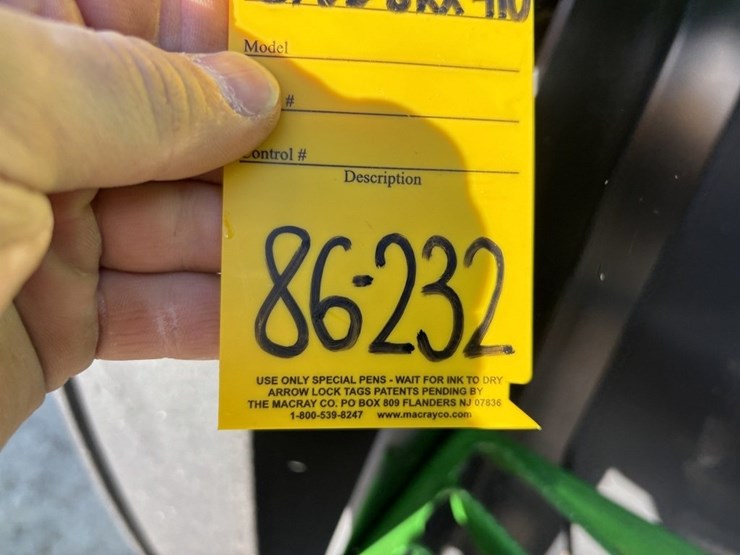 Model
#
ontrol #
Description
86-232
USE ONLY SPECIAL PENS - WAIT FOR INK TO DRY
ARROW LOCK TAGS PATENTS PENDING BY
THE MACRAY CO. PO BOX 809 FLANDERS NJ 07836
1-800-539-8247 www.macrayco.com